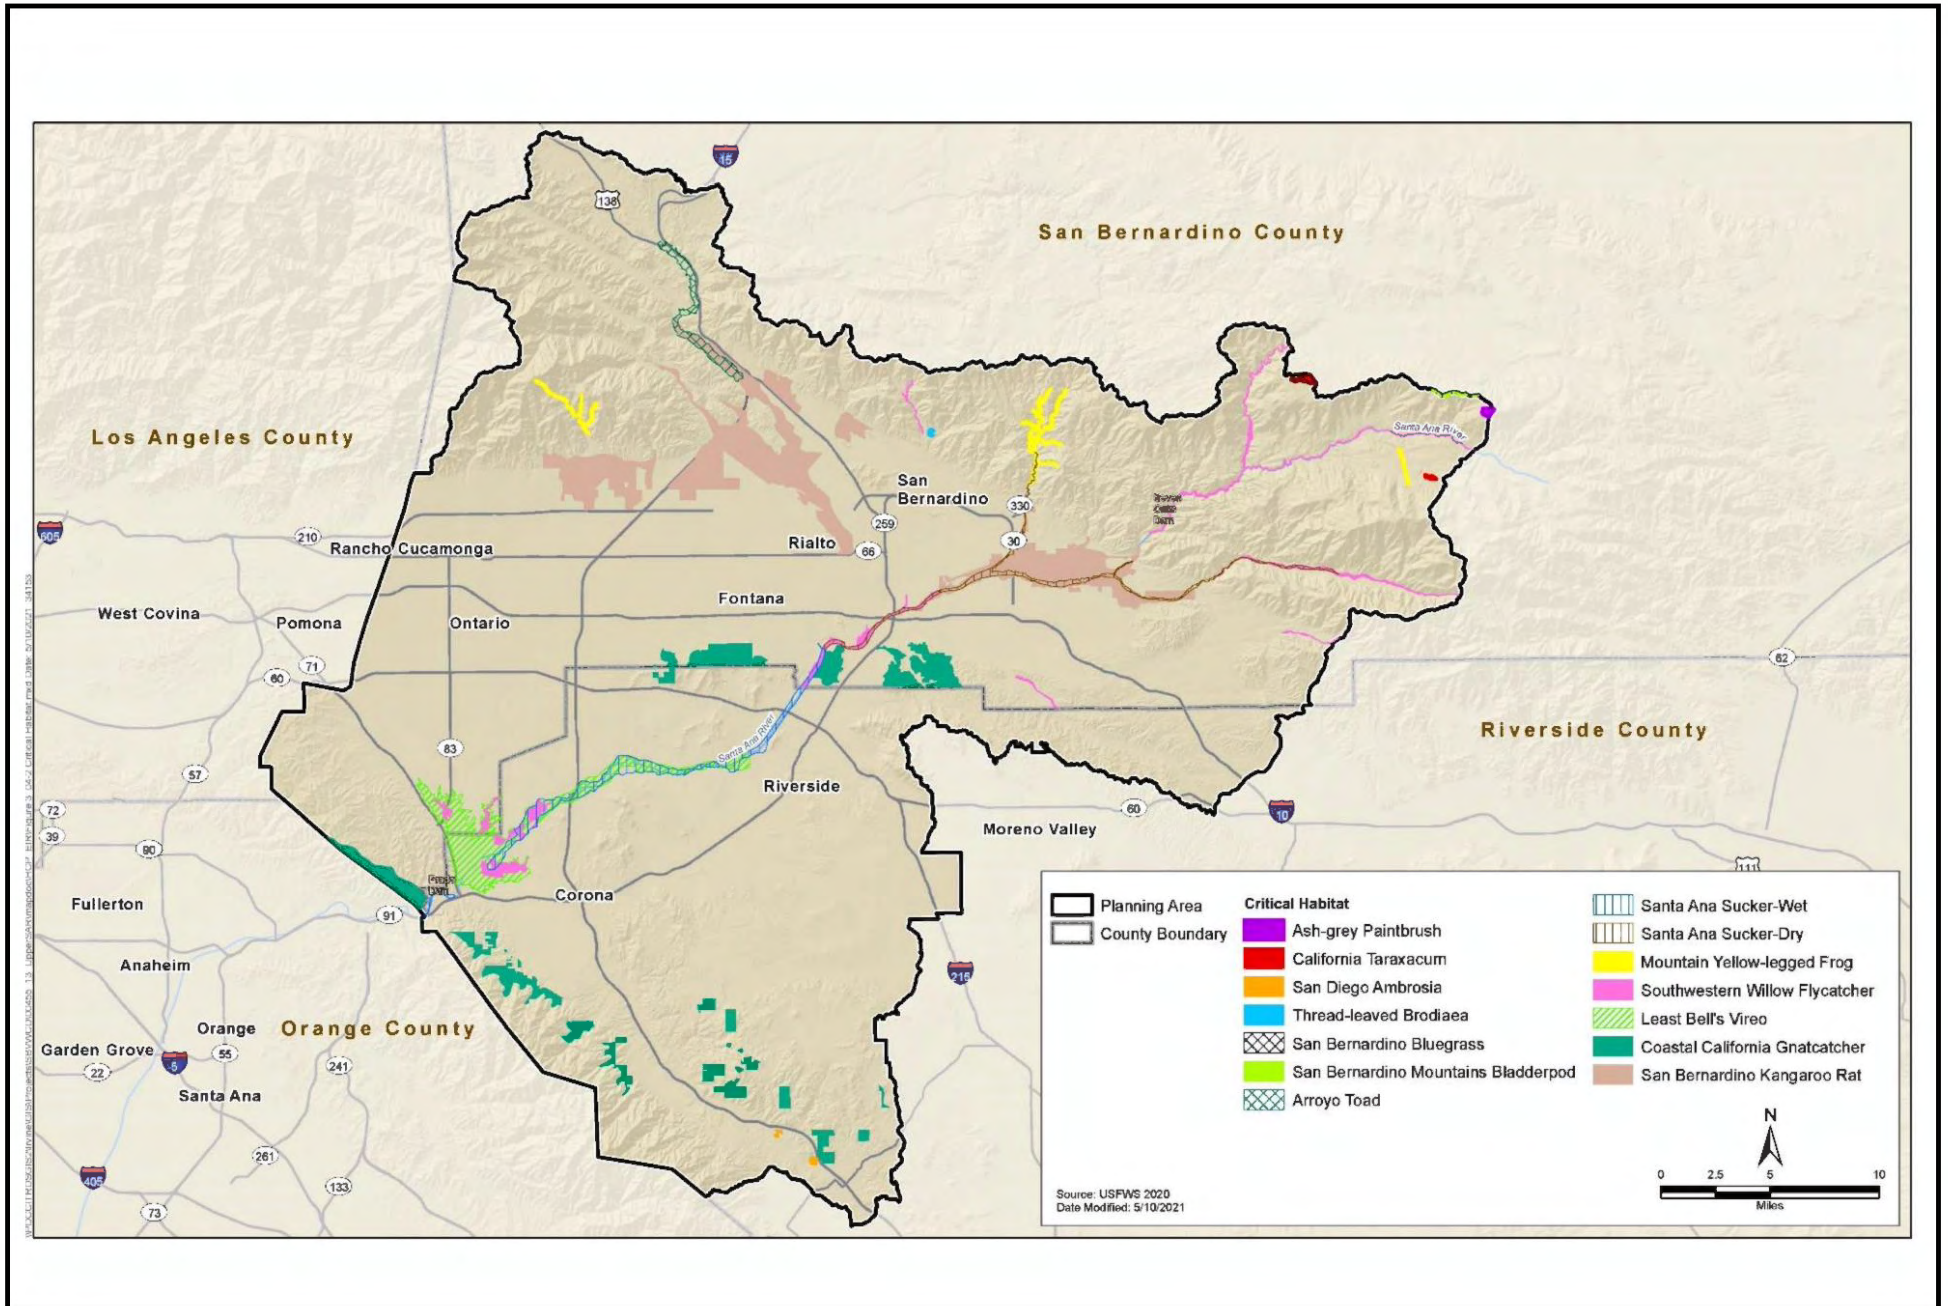 15
138
San Bernardino County
Los Angeles County
Santa Ana River
San
Bernardino
330
259
605
210
Rancho Cucamonga
Rialto
66
30
West Covina
Fontana
Pomona
Ontario
71
60
62
83
Santa Ana River
Riverside County
57
Riverside
72
39
60
10
Moreno Valley
90
111
Dam
Corona
Fullerton
91
Anaheim
215
Orange
Orange County
Garden Grove
5
55
22
241
Santa Ana
261
405
133
73
Planning Area
County Boundary
Critical Habitat
Ash-grey Paintbrush
California Taraxacum
San Diego Ambrosia
Thread-leaved Brodiaea
San Bernardino Bluegrass
San Bernardino Mountains Bladderpod
Arroyo Toad
Santa Ana Sucker-Wet
Santa Ana Sucker-Dry
Mountain Yellow-legged Frog
Southwestern Willow Flycatcher
Least Bell's Vireo
Coastal California Gnatcatcher
San Bernardino Kangaroo Rat
N
0 2.5 5 10
Miles
Source: USFWS 2020
Date Modified: 5/10/2021